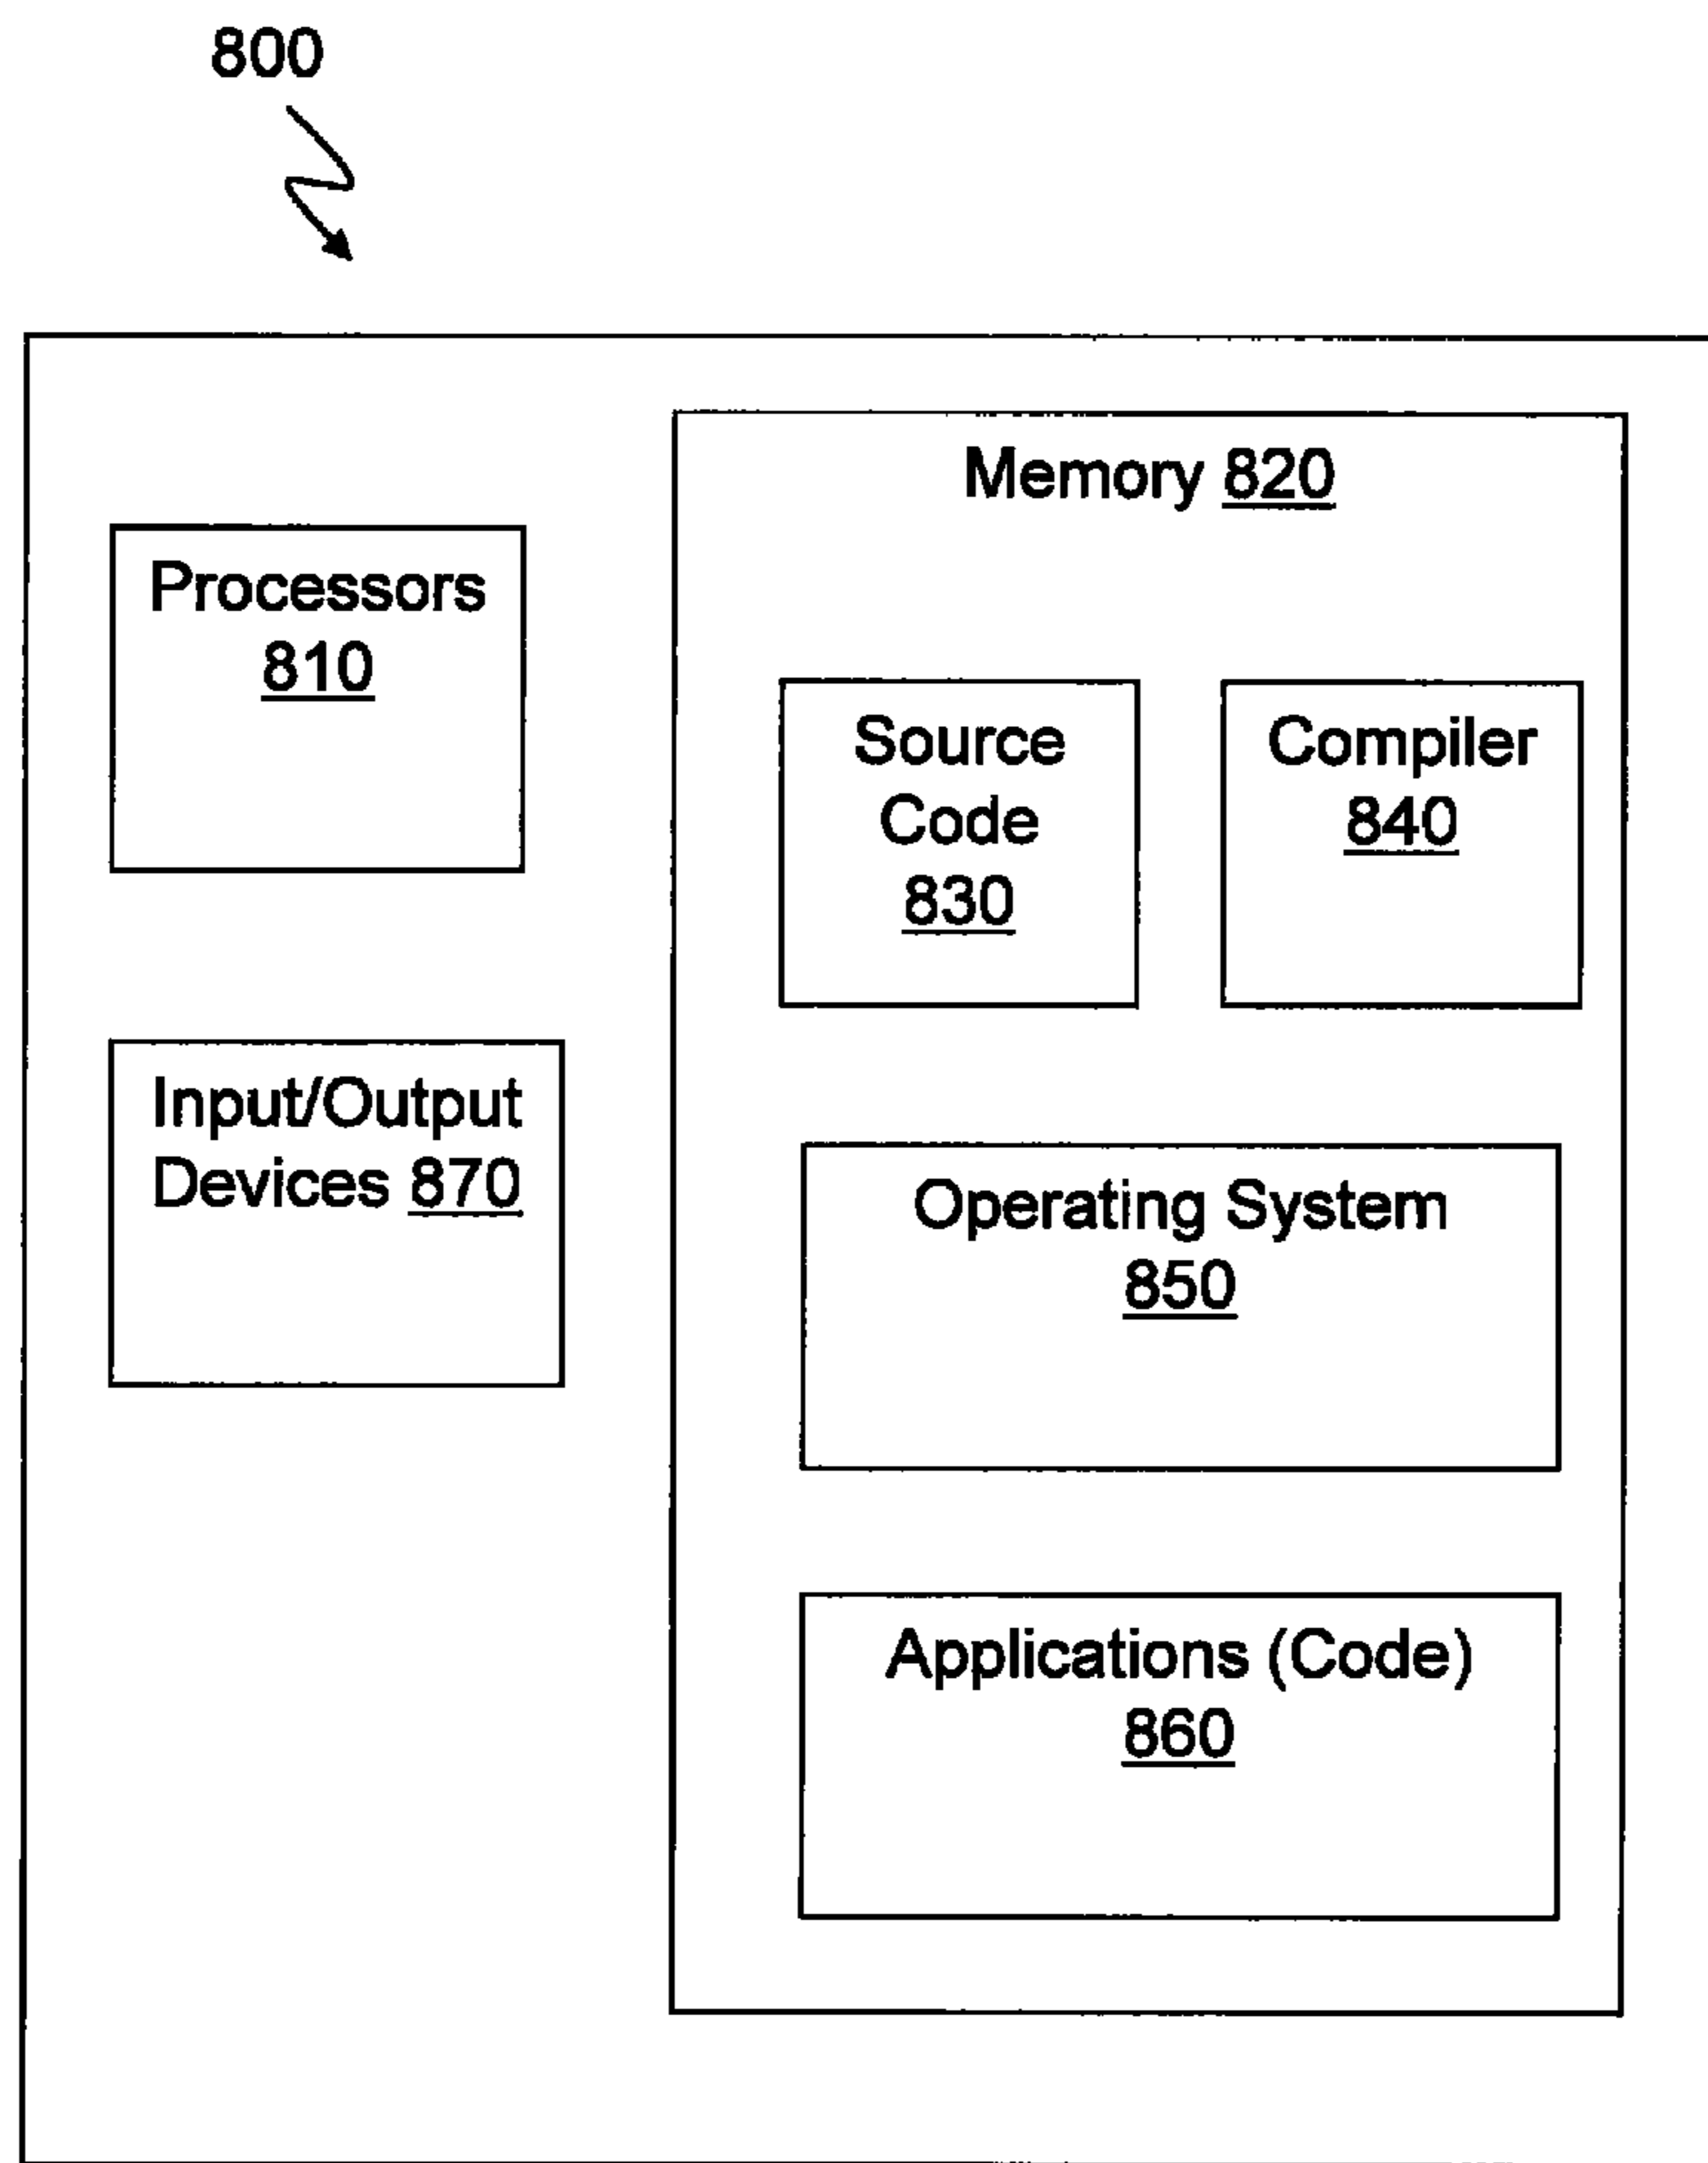 800
Memory 820
Processors
810
Source
Code
830
Compiler
840
Input/Output
Devices 870
Operating System
850
Applications (Code)
860